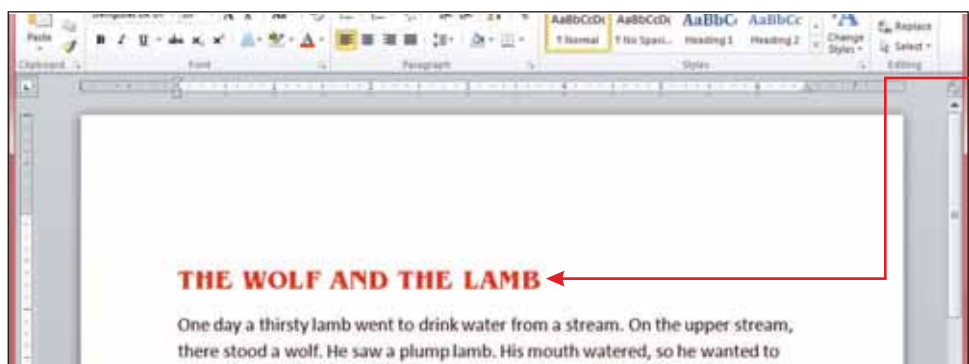 AaBbCcDc AaBbCcDc AaBbC AaBbCc
Paste B I U abc x, x² A ¶ Normal ¶ No Spaci... Heading 1 Heading 2 Change Styles Replace Select
Clipboard Font Paragraph Styles Editing
THE WOLF AND THE LAMB
One day a thirsty lamb went to drink water from a stream. On the upper stream,
there stood a wolf. He saw a plump lamb. His mouth watered, so he wanted to